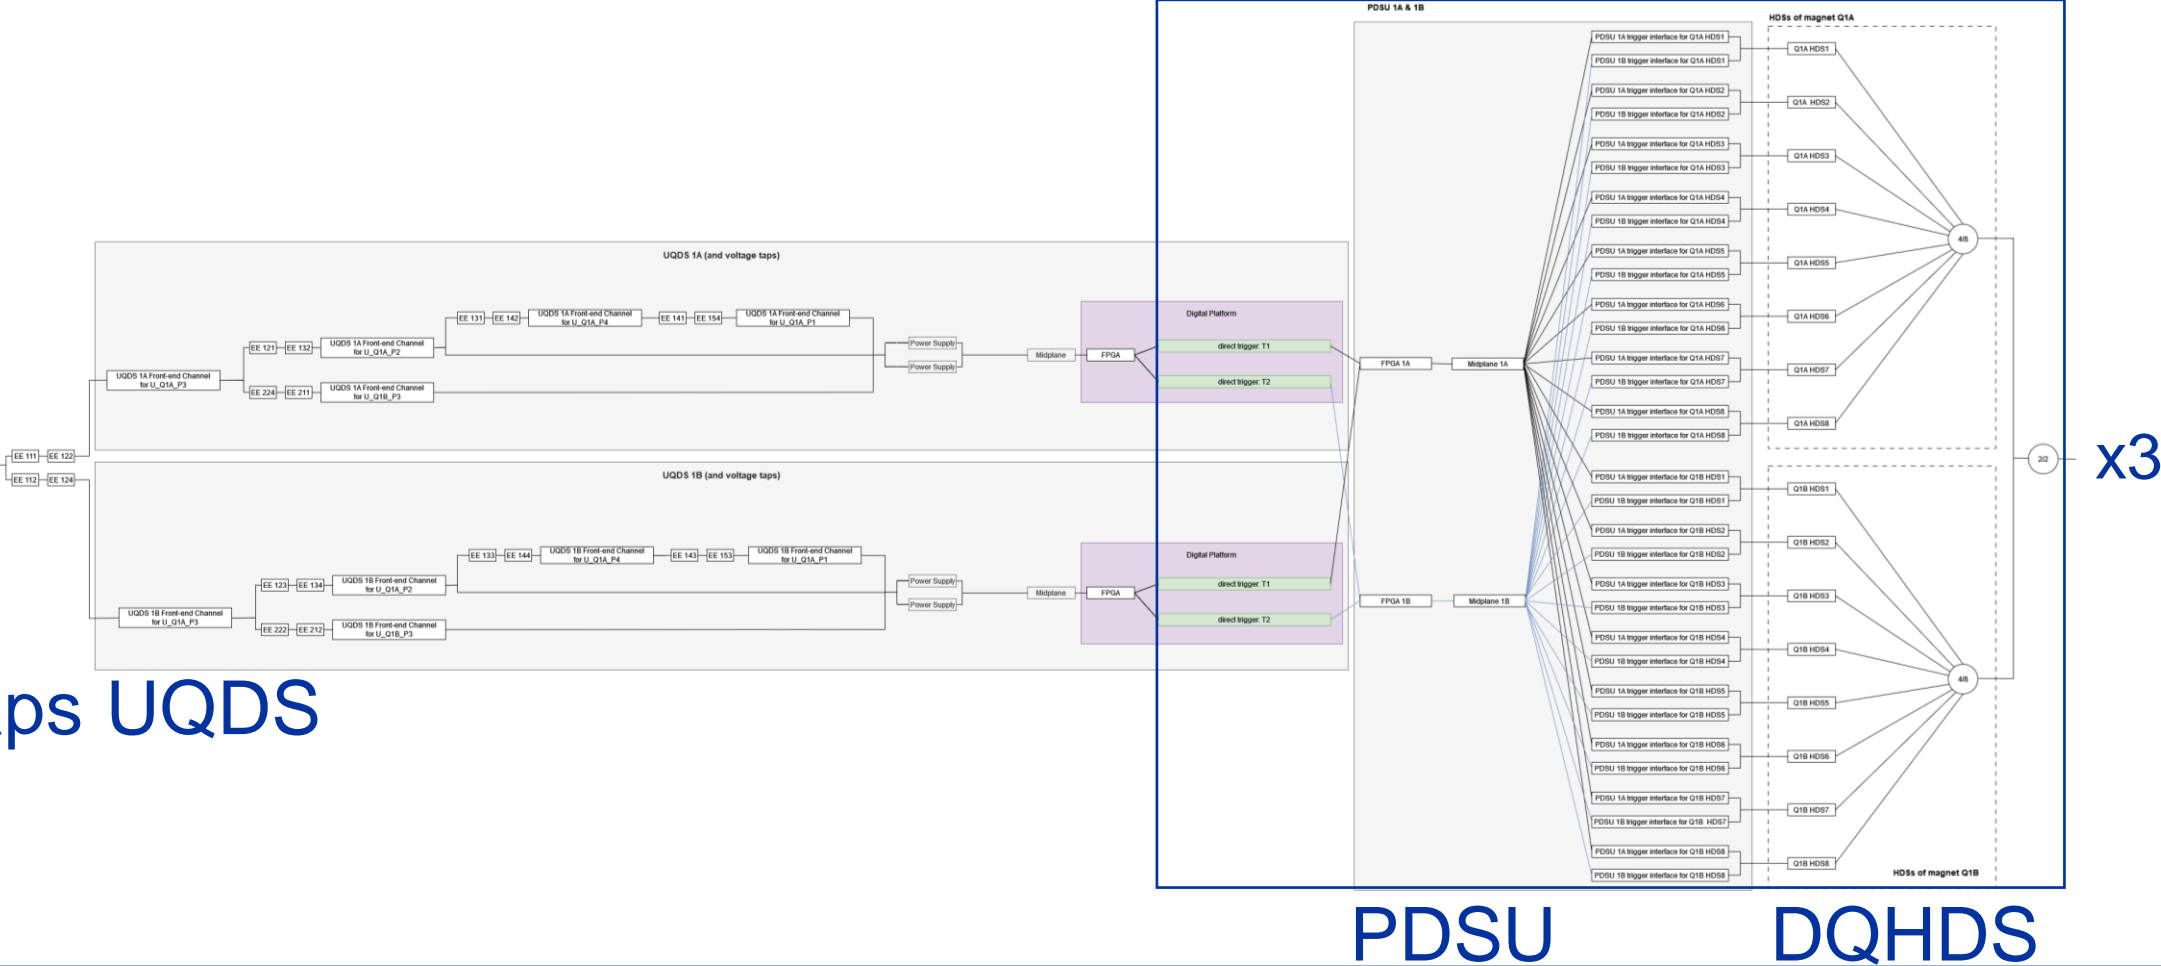 PDSU 1A & 1B
HDSs of magnet Q1A
PDSU 1A trigger interface for Q1A HDS1
PDSU 1B trigger interface for Q1A HDS1
Q1A HDS1
PDSU 1A trigger interface for Q1A HDS2
PDSU 1B trigger interface for Q1A HDS2
Q1A HDS2
PDSU 1A trigger interface for Q1A HDS3
PDSU 1B trigger interface for Q1A HDS3
Q1A HDS3
PDSU 1A trigger interface for Q1A HDS4
PDSU 1B trigger interface for Q1A HDS4
Q1A HDS4
PDSU 1A trigger interface for Q1A HDS5
PDSU 1B trigger interface for Q1A HDS5
Q1A HDS5
PDSU 1A trigger interface for Q1A HDS6
PDSU 1B trigger interface for Q1A HDS6
Q1A HDS6
PDSU 1A trigger interface for Q1A HDS7
PDSU 1B trigger interface for Q1A HDS7
Q1A HDS7
PDSU 1A trigger interface for Q1A HDS8
PDSU 1B trigger interface for Q1A HDS8
Q1A HDS8
4/8
UQDS 1A (and voltage taps)
EE 131
EE 142
UQDS 1A Front-end Channel
for U_Q1A_P4
EE 141
EE 154
UQDS 1A Front-end Channel
for U_Q1A_P1
EE 121
EE 132
UQDS 1A Front-end Channel
for U_Q1A_P2
UQDS 1A Front-end Channel
for U_Q1A_P3
EE 224
EE 211
UQDS 1A Front-end Channel
for U_Q1B_P3
Power Supply
Power Supply
Midplane
FPGA
Digital Platform
direct trigger: T1
direct trigger: T2
FPGA 1A
Midplane 1A
EE 111
EE 122
EE 112
EE 124
UQDS 1B (and voltage taps)
EE 133
EE 144
UQDS 1B Front-end Channel
for U_Q1A_P4
EE 143
EE 153
UQDS 1B Front-end Channel
for U_Q1A_P1
EE 123
EE 134
UQDS 1B Front-end Channel
for U_Q1A_P2
UQDS 1B Front-end Channel
for U_Q1A_P3
EE 222
EE 212
UQDS 1B Front-end Channel
for U_Q1B_P3
Power Supply
Power Supply
Midplane
FPGA
Digital Platform
direct trigger: T1
direct trigger: T2
FPGA 1B
Midplane 1B
PDSU 1A trigger interface for Q1B HDS1
PDSU 1B trigger interface for Q1B HDS1
Q1B HDS1
PDSU 1A trigger interface for Q1B HDS2
PDSU 1B trigger interface for Q1B HDS2
Q1B HDS2
PDSU 1A trigger interface for Q1B HDS3
PDSU 1B trigger interface for Q1B HDS3
Q1B HDS3
PDSU 1A trigger interface for Q1B HDS4
PDSU 1B trigger interface for Q1B HDS4
Q1B HDS4
PDSU 1A trigger interface for Q1B HDS5
PDSU 1B trigger interface for Q1B HDS5
Q1B HDS5
PDSU 1A trigger interface for Q1B HDS6
PDSU 1B trigger interface for Q1B HDS6
Q1B HDS6
PDSU 1A trigger interface for Q1B HDS7
PDSU 1B trigger interface for Q1B HDS7
Q1B HDS7
PDSU 1A trigger interface for Q1B HDS8
PDSU 1B trigger interface for Q1B HDS8
Q1B HDS8
4/8
HDSs of magnet Q1B
2/2
x3
ps UQDS
PDSU
DQHDS